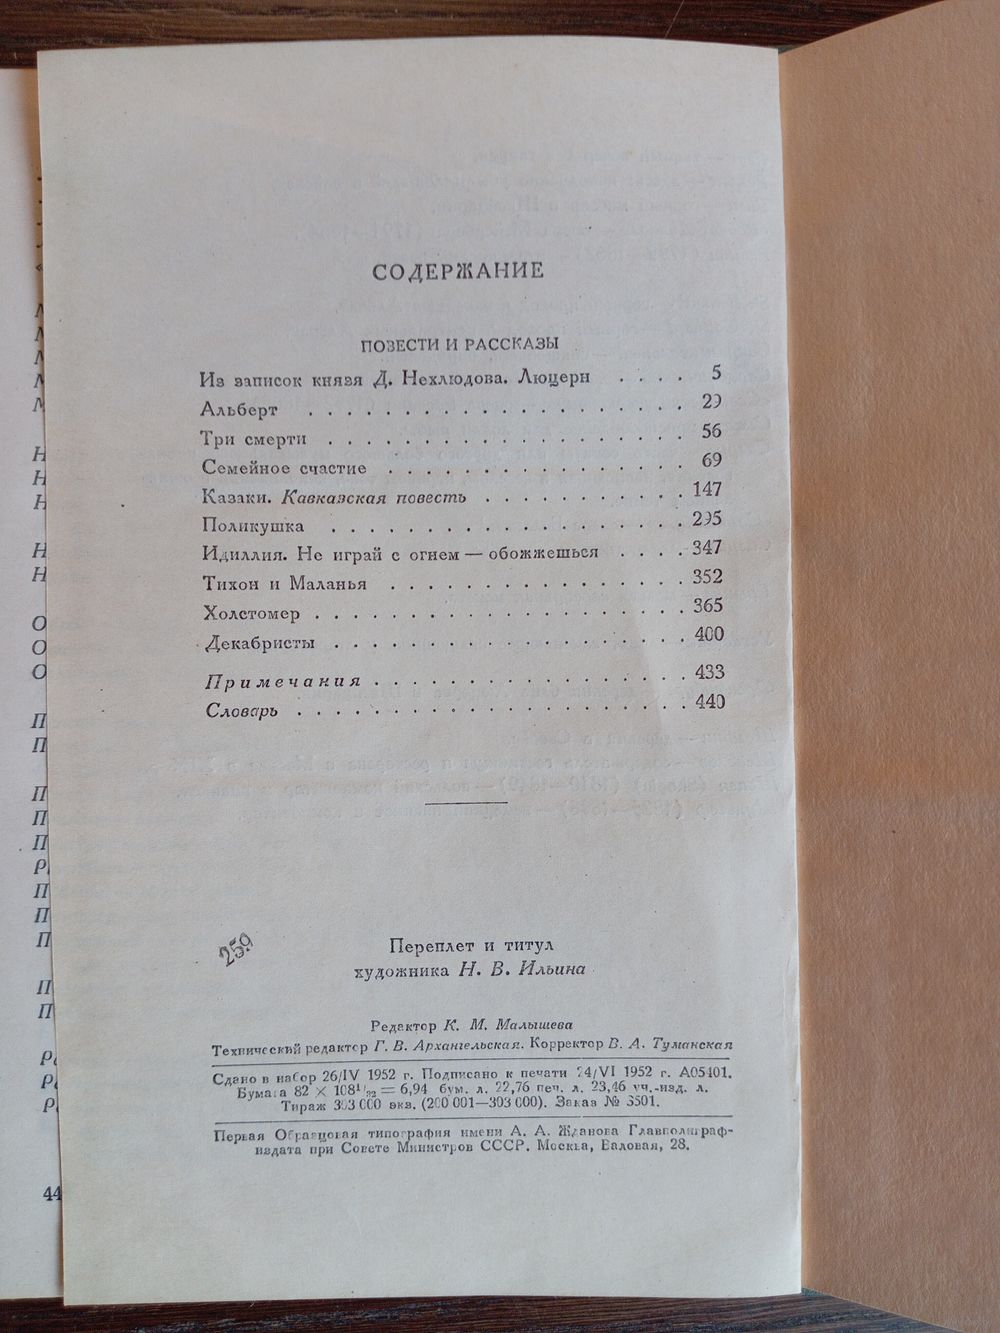 СОДЕРЖАНИЕ
ПОВЕСТИ И РАССКАЗЫ
Из записок князя Д. Нехлюдова. Люцерн . . . . 5
Альберт . . . . . . . . . . . . . . . . . . . . 29
Три смерти . . . . . . . . . . . . . . . . . . . 56
Семейное счастие . . . . . . . . . . . . . . . . 69
Казаки. Кавказская повесть . . . . . . . . . . . 147
Поликушка . . . . . . . . . . . . . . . . . . . 295
Идиллия. Не играй с огнем — обожжешься . . . . 347
Тихон и Маланья . . . . . . . . . . . . . . . . 352
Холстомер . . . . . . . . . . . . . . . . . . . . 365
Декабристы . . . . . . . . . . . . . . . . . . . 400
Примечания . . . . . . . . . . . . . . . . . 433
Словарь . . . . . . . . . . . . . . . . . . . . 440
259
Переплет и титул
художника Н. В. Ильина
Редактор К. М. Малышева
Технический редактор Г. В. Архангельская. Корректор В. А. Туманская
Сдано в набор 26/IV 1952 г. Подписано к печати 24/VI 1952 г. А05401.
Бумага 82 × 108 1/32 = 6,94 бум. л. 22,76 печ. л. 23,46 уч.-изд. л.
Тираж 303 000 экз. (200 001—303 000). Заказ № 3501.
Первая Образцовая типография имени А. А. Жданова Главполиграф-
издата при Совете Министров СССР. Москва, Валовая, 28.
44